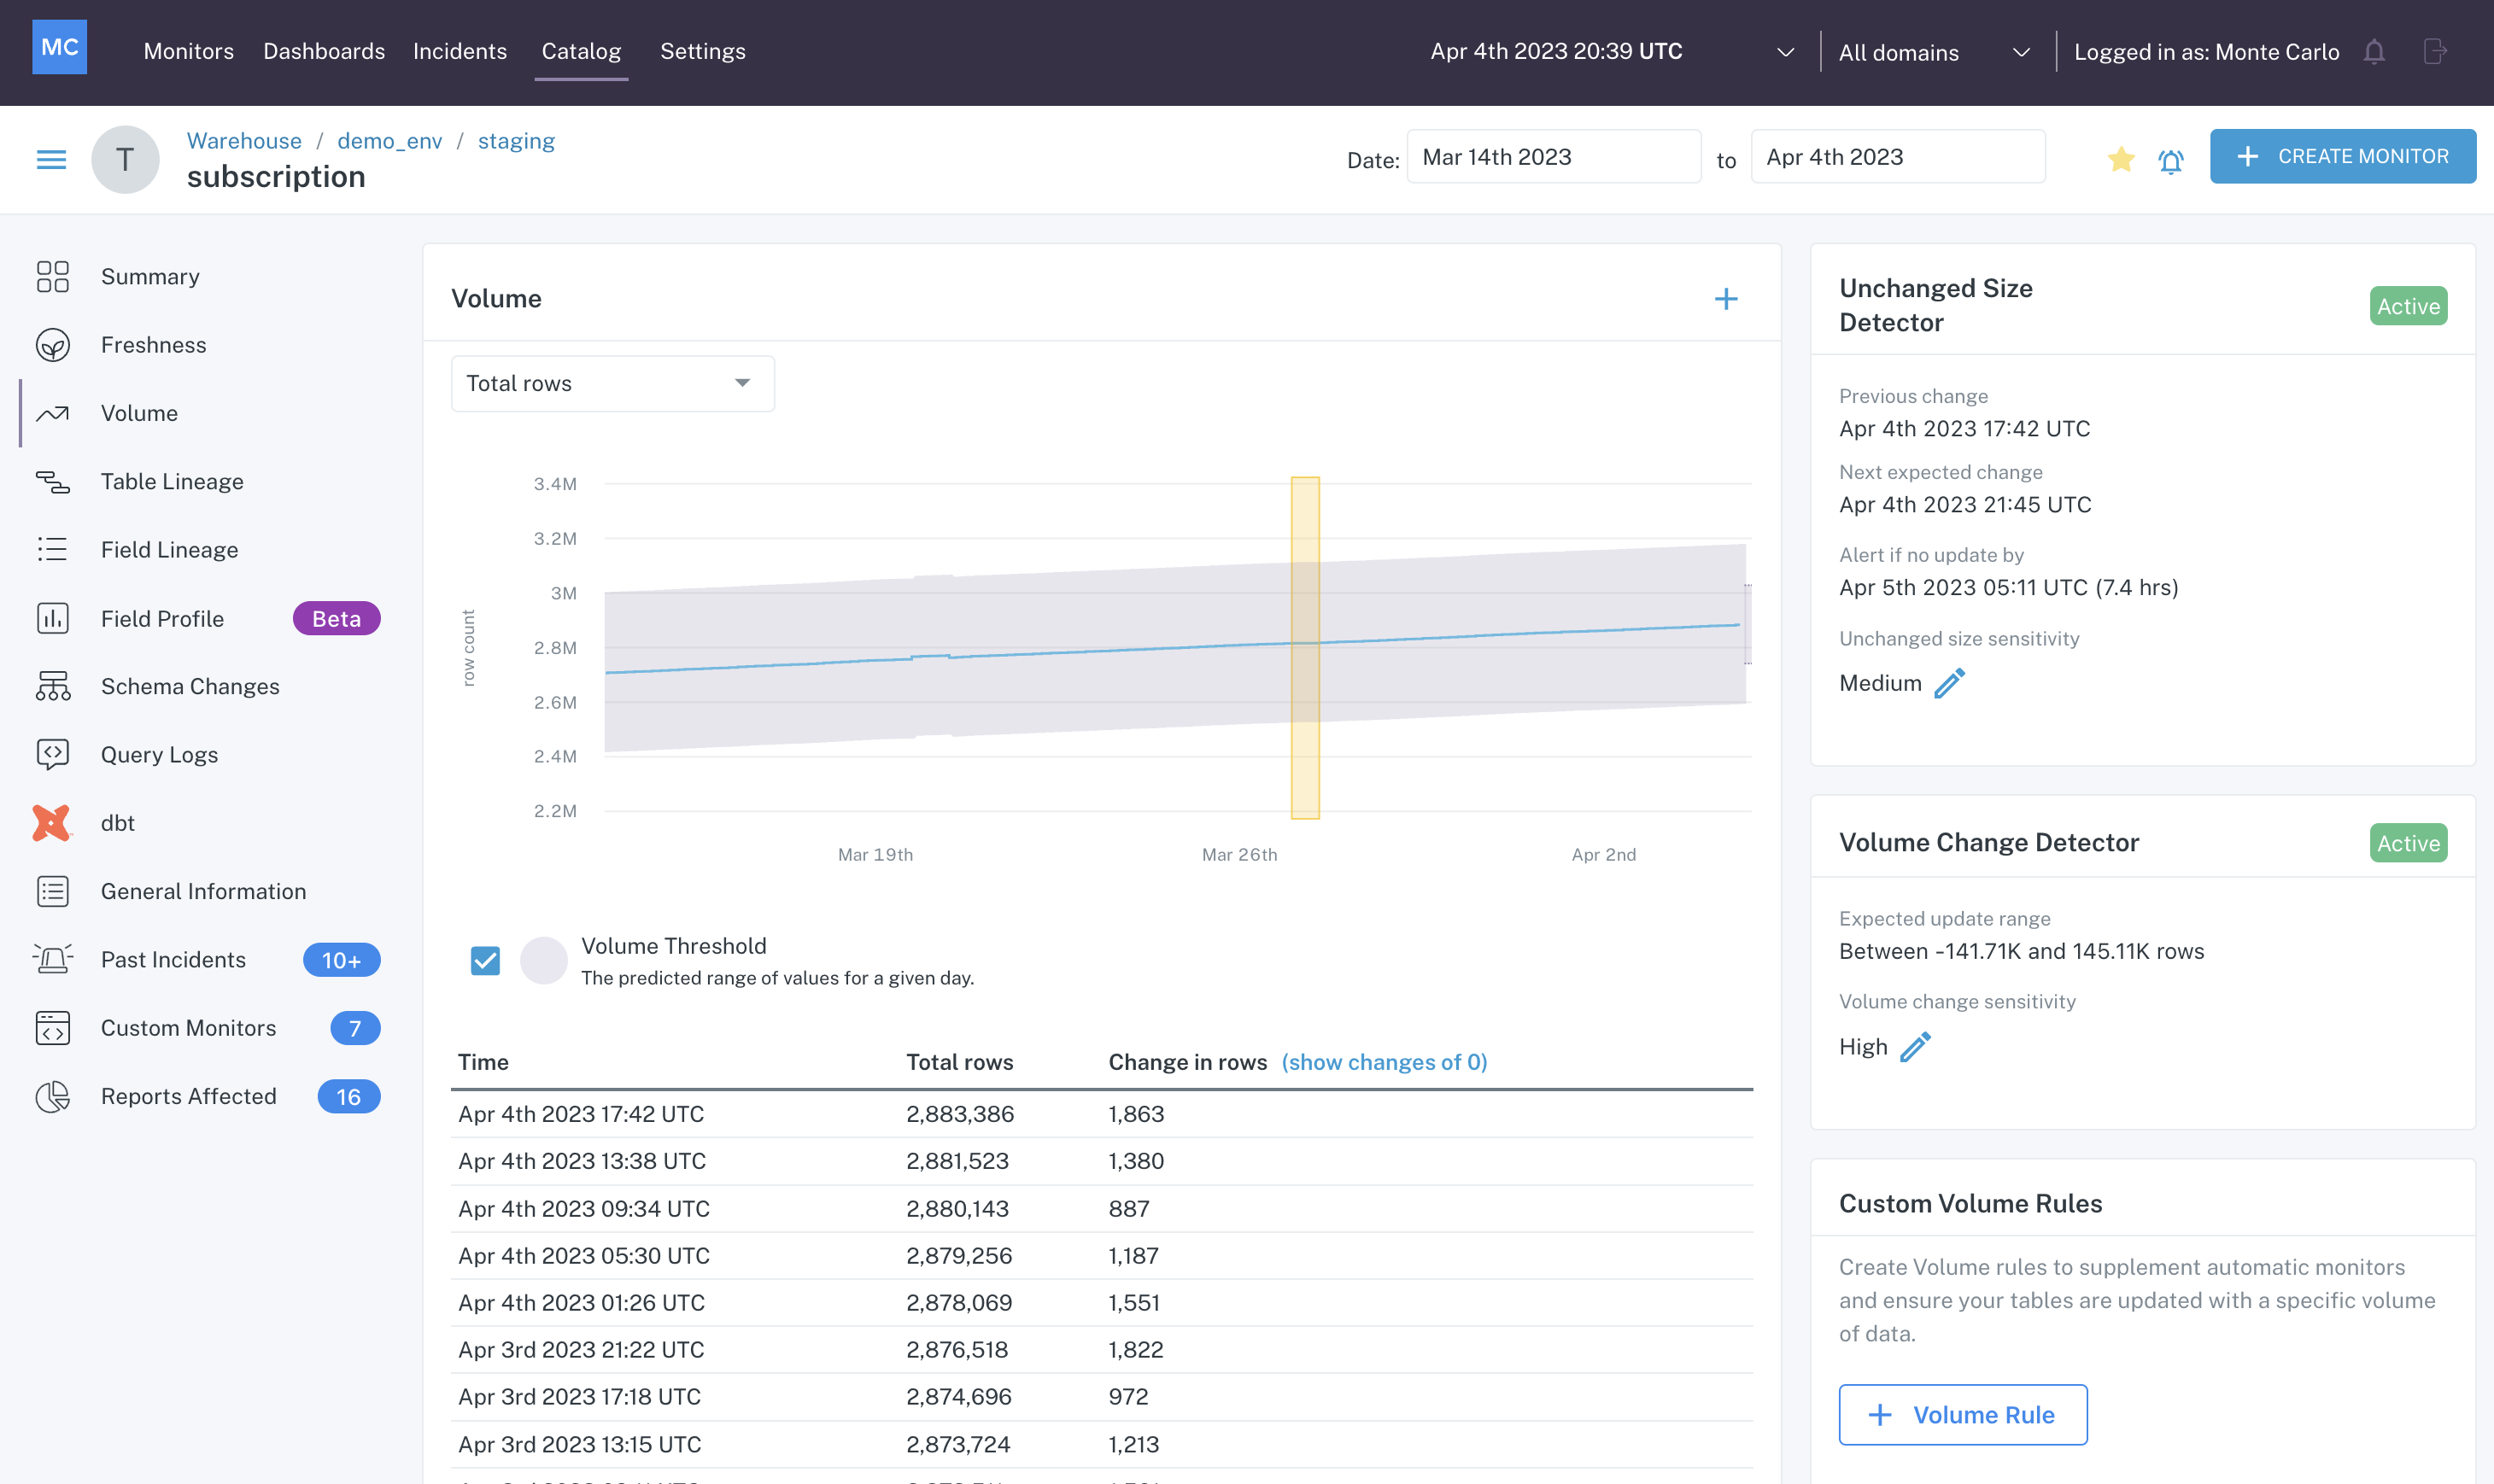 MC
Monitors Dashboards Incidents Catalog Settings
Apr 4th 2023 20:39 UTC
All domains
Logged in as: Monte Carlo
T
Warehouse / demo_env / staging
subscription
Date: Mar 14th 2023 to Apr 4th 2023
+ CREATE MONITOR
Summary
Freshness
Volume
Table Lineage
Field Lineage
Field Profile Beta
Schema Changes
Query Logs
dbt
General Information
Past Incidents 10+
Custom Monitors 7
Reports Affected 16
Volume
+
Total rows
3.4M
3.2M
3M
2.8M
2.6M
2.4M
2.2M
row count
Mar 19th Mar 26th Apr 2nd
Volume Threshold
The predicted range of values for a given day.
Time Total rows Change in rows (show changes of 0)
Apr 4th 2023 17:42 UTC 2,883,386 1,863
Apr 4th 2023 13:38 UTC 2,881,523 1,380
Apr 4th 2023 09:34 UTC 2,880,143 887
Apr 4th 2023 05:30 UTC 2,879,256 1,187
Apr 4th 2023 01:26 UTC 2,878,069 1,551
Apr 3rd 2023 21:22 UTC 2,876,518 1,822
Apr 3rd 2023 17:18 UTC 2,874,696 972
Apr 3rd 2023 13:15 UTC 2,873,724 1,213
Unchanged Size
Detector
Active
Previous change
Apr 4th 2023 17:42 UTC
Next expected change
Apr 4th 2023 21:45 UTC
Alert if no update by
Apr 5th 2023 05:11 UTC (7.4 hrs)
Unchanged size sensitivity
Medium
Volume Change Detector
Active
Expected update range
Between -141.71K and 145.11K rows
Volume change sensitivity
High
Custom Volume Rules
Create Volume rules to supplement automatic monitors
and ensure your tables are updated with a specific volume
of data.
+ Volume Rule